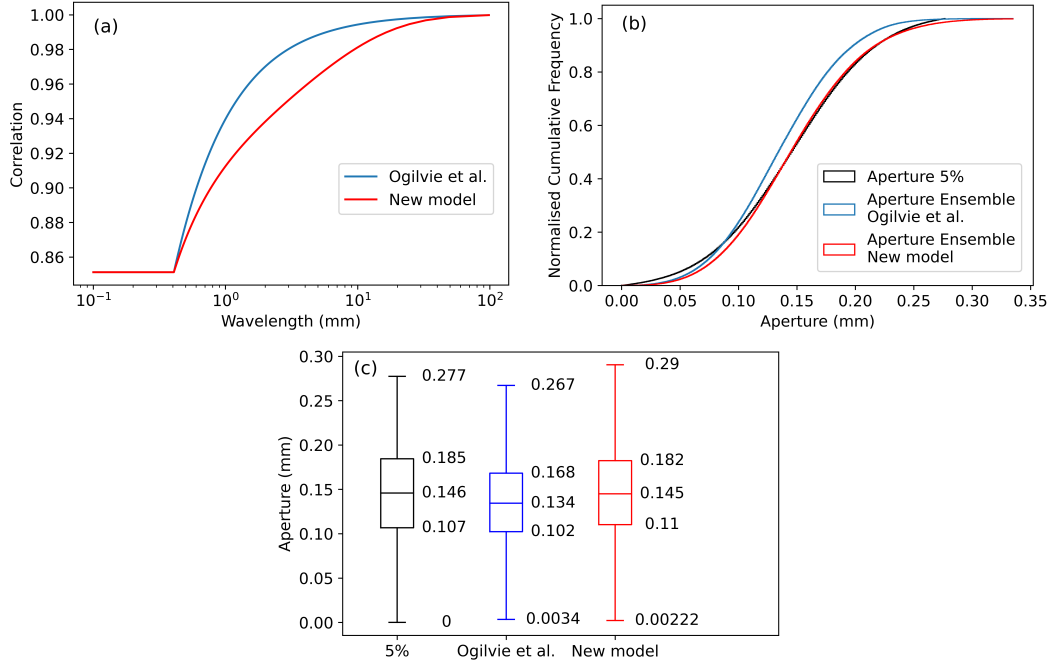 (a)
1.00
0.98
0.96
0.94
0.92
0.90
0.88
0.86
Correlation
10⁻¹
10⁰
10¹
10²
Wavelength (mm)
Ogilvie et al.
New model
(b)
1.0
0.8
0.6
0.4
0.2
0.0
Normalised Cumulative Frequency
0.00
0.05
0.10
0.15
0.20
0.25
0.30
0.35
Aperture (mm)
Aperture 5%
Aperture Ensemble
Ogilvie et al.
Aperture Ensemble
New model
(c)
0.30
0.25
0.20
0.15
0.10
0.05
0.00
Aperture (mm)
0.277
0.185
0.146
0.107
0
0.267
0.168
0.134
0.102
0.0034
0.29
0.182
0.145
0.11
0.00222
5%
Ogilvie et al.
New model